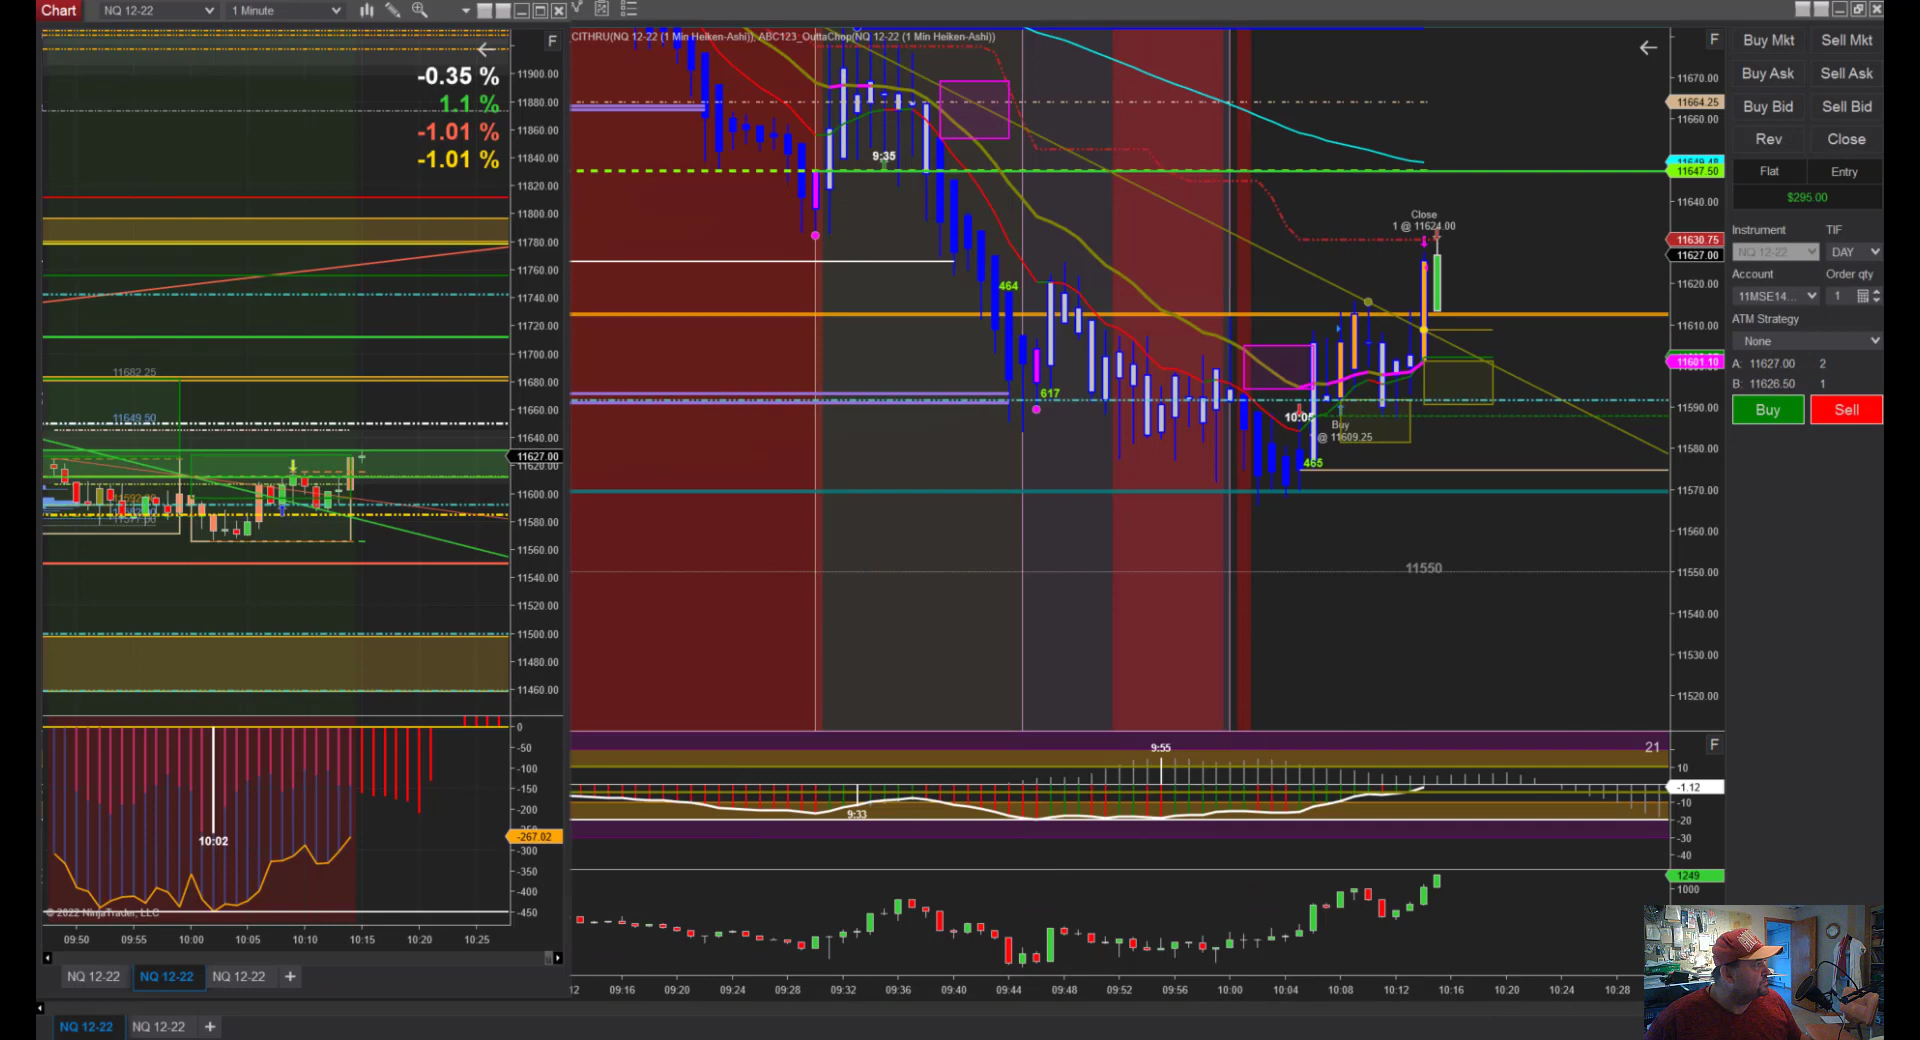 Chart NQ 12-22 1 Minute
F
-0.35 %
1.1 %
-1.01 %
-1.01 %
11900.00
11880.00
11860.00
11840.00
11820.00
11800.00
11780.00
11760.00
11740.00
11720.00
11700.00
11680.00
11660.00
11640.00
11627.00
11620.00
11600.00
11580.00
11560.00
11540.00
11520.00
11500.00
11480.00
11460.00
11682.25
11649.50
0
-50
-100
-150
-200
-267.02
-300
-350
-400
-450
10:02
© 2022 NinjaTrader, LLC
09:50 09:55 10:00 10:05 10:10 10:15 10:20 10:25
NQ 12-22 NQ 12-22 NQ 12-22 +
NQ 12-22 NQ 12-22 +
CITHRU(NQ 12-22 (1 Min Heiken-Ashi)), ABC123_OuttaChop(NQ 12-22 (1 Min Heiken-Ashi))
F
9:35
464
617
Close
1 @ 11624.00
10:05
Buy
1 @ 11609.25
465
11550
11670.00
11664.25
11660.00
11649.48
11647.50
11640.00
11630.75
11627.00
11620.00
11610.00
11601.10
11590.00
11580.00
11570.00
11560.00
11550.00
11540.00
11530.00
11520.00
9:55
9:33
21
F
10
-1.12
-10
-20
-30
-40
1249
1000
12 09:16 09:20 09:24 09:28 09:32 09:36 09:40 09:44 09:48 09:52 09:56 10:00 10:04 10:08 10:12 10:16 10:20 10:24 10:28
Buy Mkt Sell Mkt
Buy Ask Sell Ask
Buy Bid Sell Bid
Rev Close
Flat Entry
$295.00
Instrument TIF
NQ 12-22 DAY
Account Order qty
11MSE14... 1
ATM Strategy
None
A: 11627.00 2
B: 11626.50 1
Buy Sell